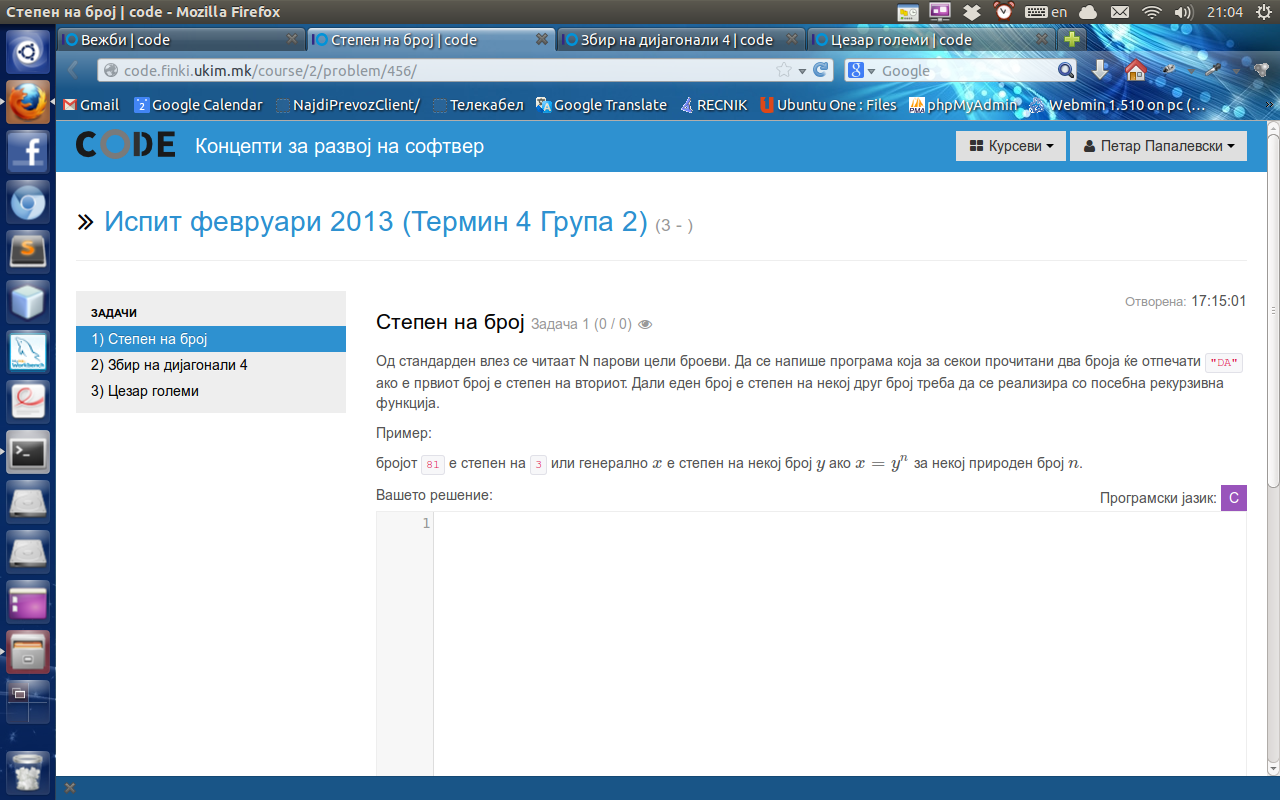 Степен на број | code - Mozilla Firefox
en
21:04
Вежби | code
Степен на број | code
Збир на дијагонали 4 | code
Цезар големи | code
code.finki.ukim.mk/course/2/problem/456/
Google
Gmail
Google Calendar
NajdiPrevozClient/
Телекабел
Google Translate
RECNIK
Ubuntu One : Files
phpMyAdmin
Webmin 1.510 on pc (...
CODE
Концепти за развој на софтвер
Курсеви
Петар Папалевски
Испит февруари 2013 (Термин 4 Група 2) (3 - )
Отворена: 17:15:01
ЗАДАЧИ
1) Степен на број
2) Збир на дијагонали 4
3) Цезар големи
Степен на број Задача 1 (0 / 0)
Од стандарден влез се читаат N парови цели броеви. Да се напише програма која за секои прочитани два броја ќе отпечати "DA"
ако е првиот број е степен на вториот. Дали еден број е степен на некој друг број треба да се реализира со посебна рекурзивна
функција.
Пример:
бројот 81 е степен на 3 или генерално x е степен на некој број y ако x = yⁿ за некој природен број n.
Вашето решение:
Програмски јазик: C
1